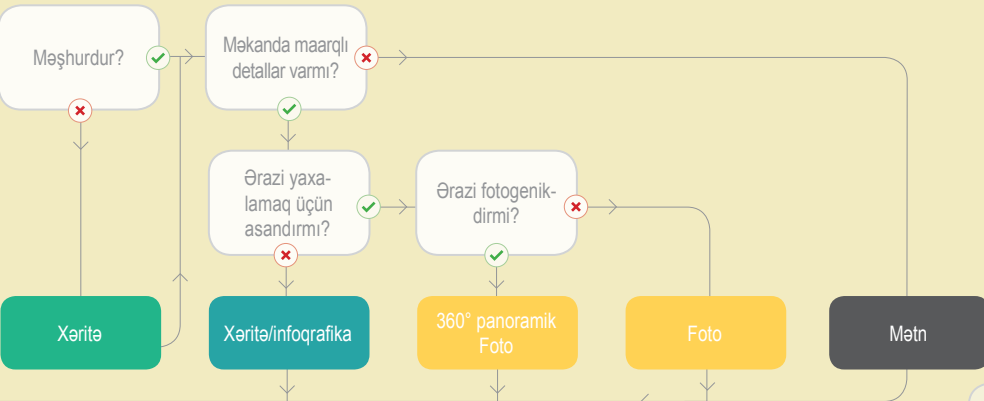 Məşhurdur?
Məkanda maarqlı
detallar varmı?
Ərazi yaxa-
lamaq üçün
asandırmı?
Ərazi fotogenik-
dirmi?
Xəritə
Xəritə/infoqrafika
360° panoramik
Foto
Foto
Mətn